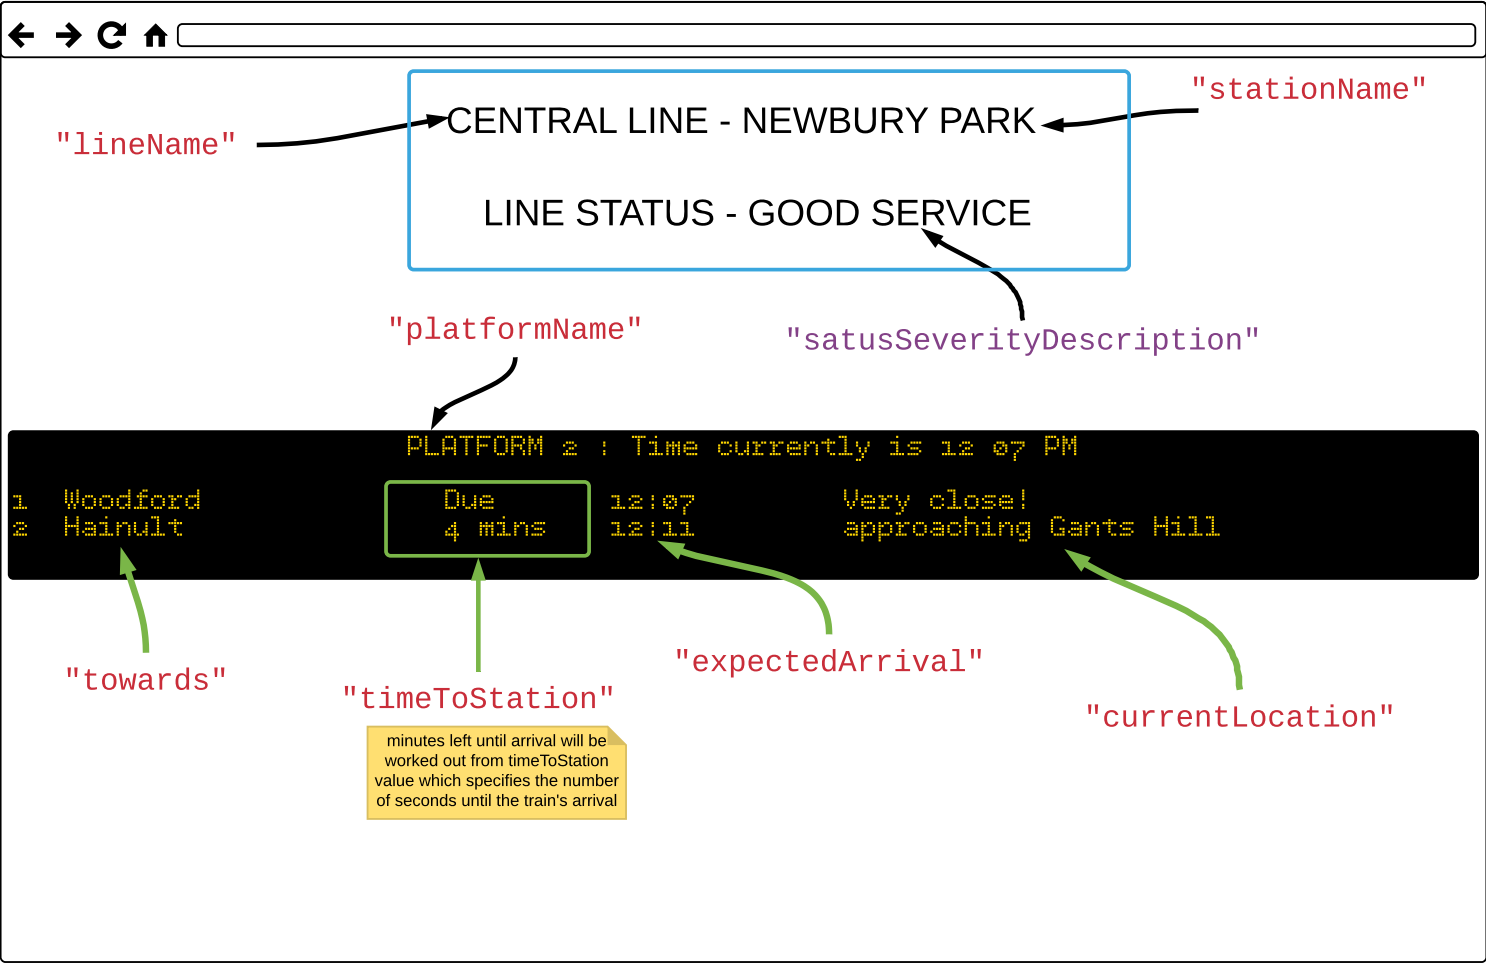 "stationName"
CENTRAL LINE - NEWBURY PARK
"lineName"
LINE STATUS - GOOD SERVICE
"platformName"
"satusSeverityDescription"
PLATFORM 2 : Time currently is 12 07 PM
1 Woodford Due 12:07 Very close!
2 Hainult 4 mins 12:11 approaching Gants Hill
"towards"
"timeToStation"
"expectedArrival"
"currentLocation"
minutes left until arrival will be
worked out from timeToStation
value which specifies the number
of seconds until the train's arrival